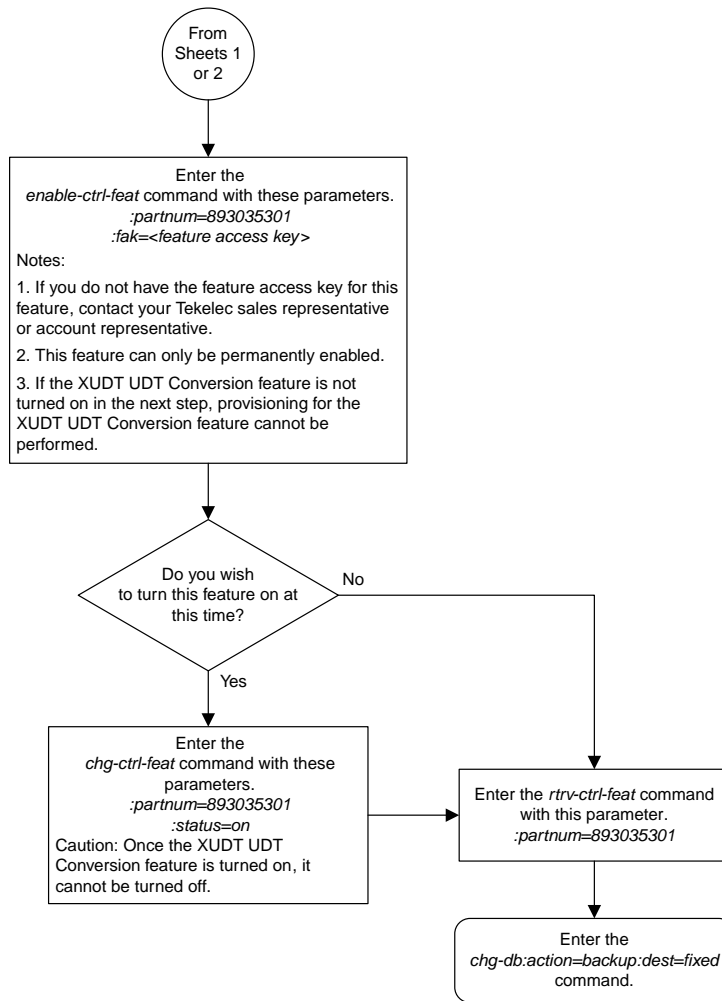 From
Sheets 1
or 2
Enter the
enable-ctrl-feat command with these parameters.
:partnum=893035301
:fak=<feature access key>
Notes:
1. If you do not have the feature access key for this
feature, contact your Tekelec sales representative
or account representative.
2. This feature can only be permanently enabled.
3. If the XUDT UDT Conversion feature is not
turned on in the next step, provisioning for the
XUDT UDT Conversion feature cannot be
performed.
Do you wish
to turn this feature on at
this time?
No
Yes
Enter the
chg-ctrl-feat command with these
parameters.
:partnum=893035301
:status=on
Caution: Once the XUDT UDT
Conversion feature is turned on, it
cannot be turned off.
Enter the rtrv-ctrl-feat command
with this parameter.
:partnum=893035301
Enter the
chg-db:action=backup:dest=fixed
command.